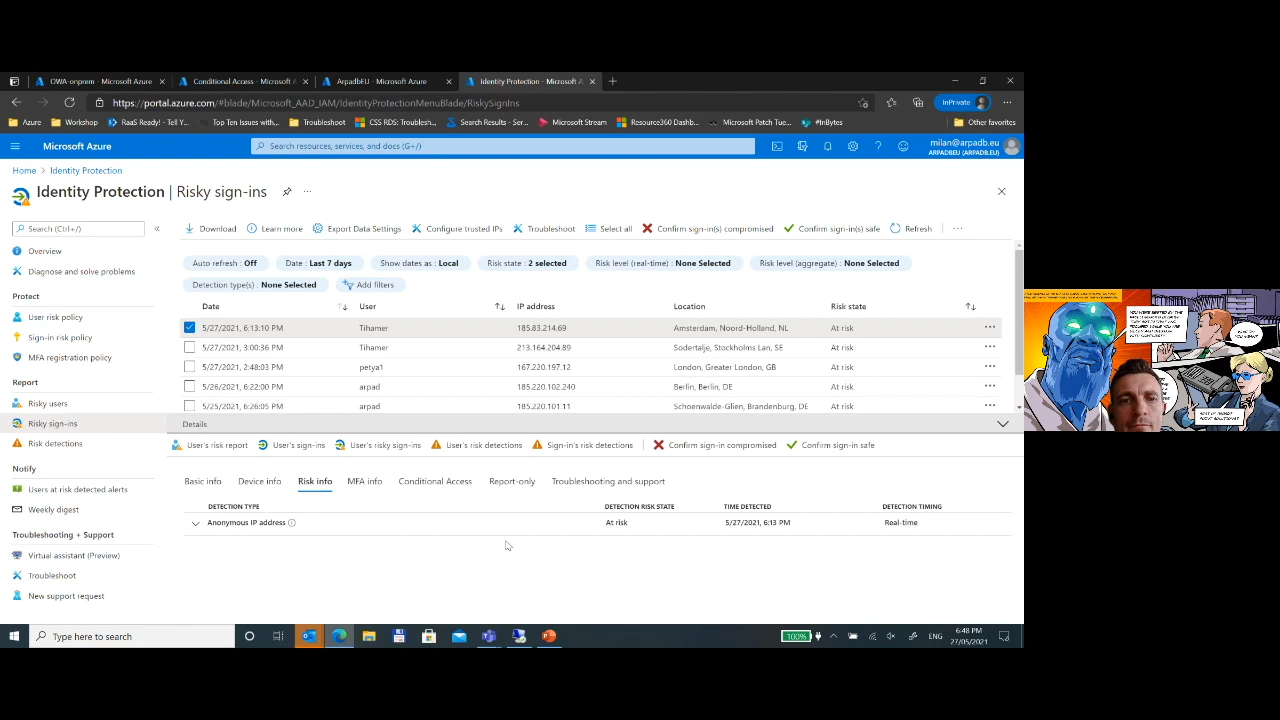 OWA-onprem - Microsoft Azure
Conditional Access - Microsoft A
ArpadbEU - Microsoft Azure
Identity Protection - Microsoft A
https://portal.azure.com/#blade/Microsoft_AAD_IAM/IdentityProtectionMenuBlade/RiskySignIns
InPrivate
Azure
Workshop
RaaS Ready! - Tell Y...
Top Ten Issues with...
Troubleshoot
CSS RDS: Troublesh...
Search Results - Ser...
Microsoft Stream
Resource360 Dashb...
Microsoft Patch Tue...
#InBytes
Other favorites
Microsoft Azure
Search resources, services, and docs (G+/)
milan@arpadb.eu
ARPADBEU (ARPADB.EU)
Home > Identity Protection
Identity Protection | Risky sign-ins
Search (Ctrl+/)
Overview
Diagnose and solve problems
Protect
User risk policy
Sign-in risk policy
MFA registration policy
Report
Risky users
Risky sign-ins
Risk detections
Notify
Users at risk detected alerts
Weekly digest
Troubleshooting + Support
Virtual assistant (Preview)
Troubleshoot
New support request
Download
Learn more
Export Data Settings
Configure trusted IPs
Troubleshoot
Select all
Confirm sign-in(s) compromised
Confirm sign-in(s) safe
Refresh
Auto refresh : Off
Date : Last 7 days
Show dates as : Local
Risk state : 2 selected
Risk level (real-time) : None Selected
Risk level (aggregate) : None Selected
Detection type(s) : None Selected
Add filters
Date User IP address Location Risk state
5/27/2021, 6:13:10 PM Tihamer 185.83.214.69 Amsterdam, Noord-Holland, NL At risk
5/27/2021, 3:00:36 PM Tihamer 213.164.204.89 Sodertalje, Stockholms Lan, SE At risk
5/27/2021, 2:48:03 PM petya1 167.220.197.12 London, Greater London, GB At risk
5/26/2021, 6:22:00 PM arpad 185.220.102.240 Berlin, Berlin, DE At risk
5/25/2021, 6:26:05 PM arpad 185.220.101.11 Schoenwalde-Glien, Brandenburg, DE At risk
Details
User's risk report
User's sign-ins
User's risky sign-ins
User's risk detections
Sign-in's risk detections
Confirm sign-in compromised
Confirm sign-in safe
Basic info
Device info
Risk info
MFA info
Conditional Access
Report-only
Troubleshooting and support
DETECTION TYPE DETECTION RISK STATE TIME DETECTED DETECTION TIMING
Anonymous IP address At risk 5/27/2021, 6:13 PM Real-time
Type here to search
100%
ENG
6:48 PM
27/05/2021